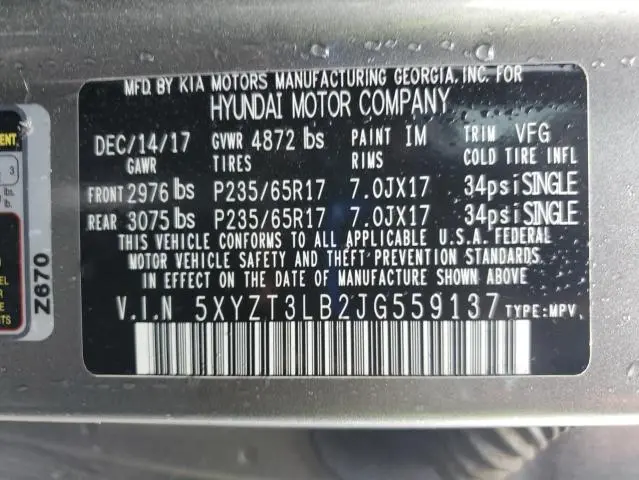 MFD. BY KIA MOTORS MANUFACTURING GEORGIA, INC. FOR
HYUNDAI MOTOR COMPANY
DEC/14/17 GVWR 4872 lbs PAINT IM TRIM VFG
GAWR TIRES RIMS COLD TIRE INFL
FRONT 2976 lbs P235/65R17 7.0JX17 34psi SINGLE
REAR 3075 lbs P235/65R17 7.0JX17 34psi SINGLE
THIS VEHICLE CONFORMS TO ALL APPLICABLE U.S.A. FEDERAL
MOTOR VEHICLE SAFETY AND THEFT PREVENTION STANDARDS
IN EFFECT ON THE DATE OF MANUFACTURE SHOWN ABOVE.
V.I.N 5XYZT3LB2JG559137 TYPE: MPV.
3
lbs.
Z670